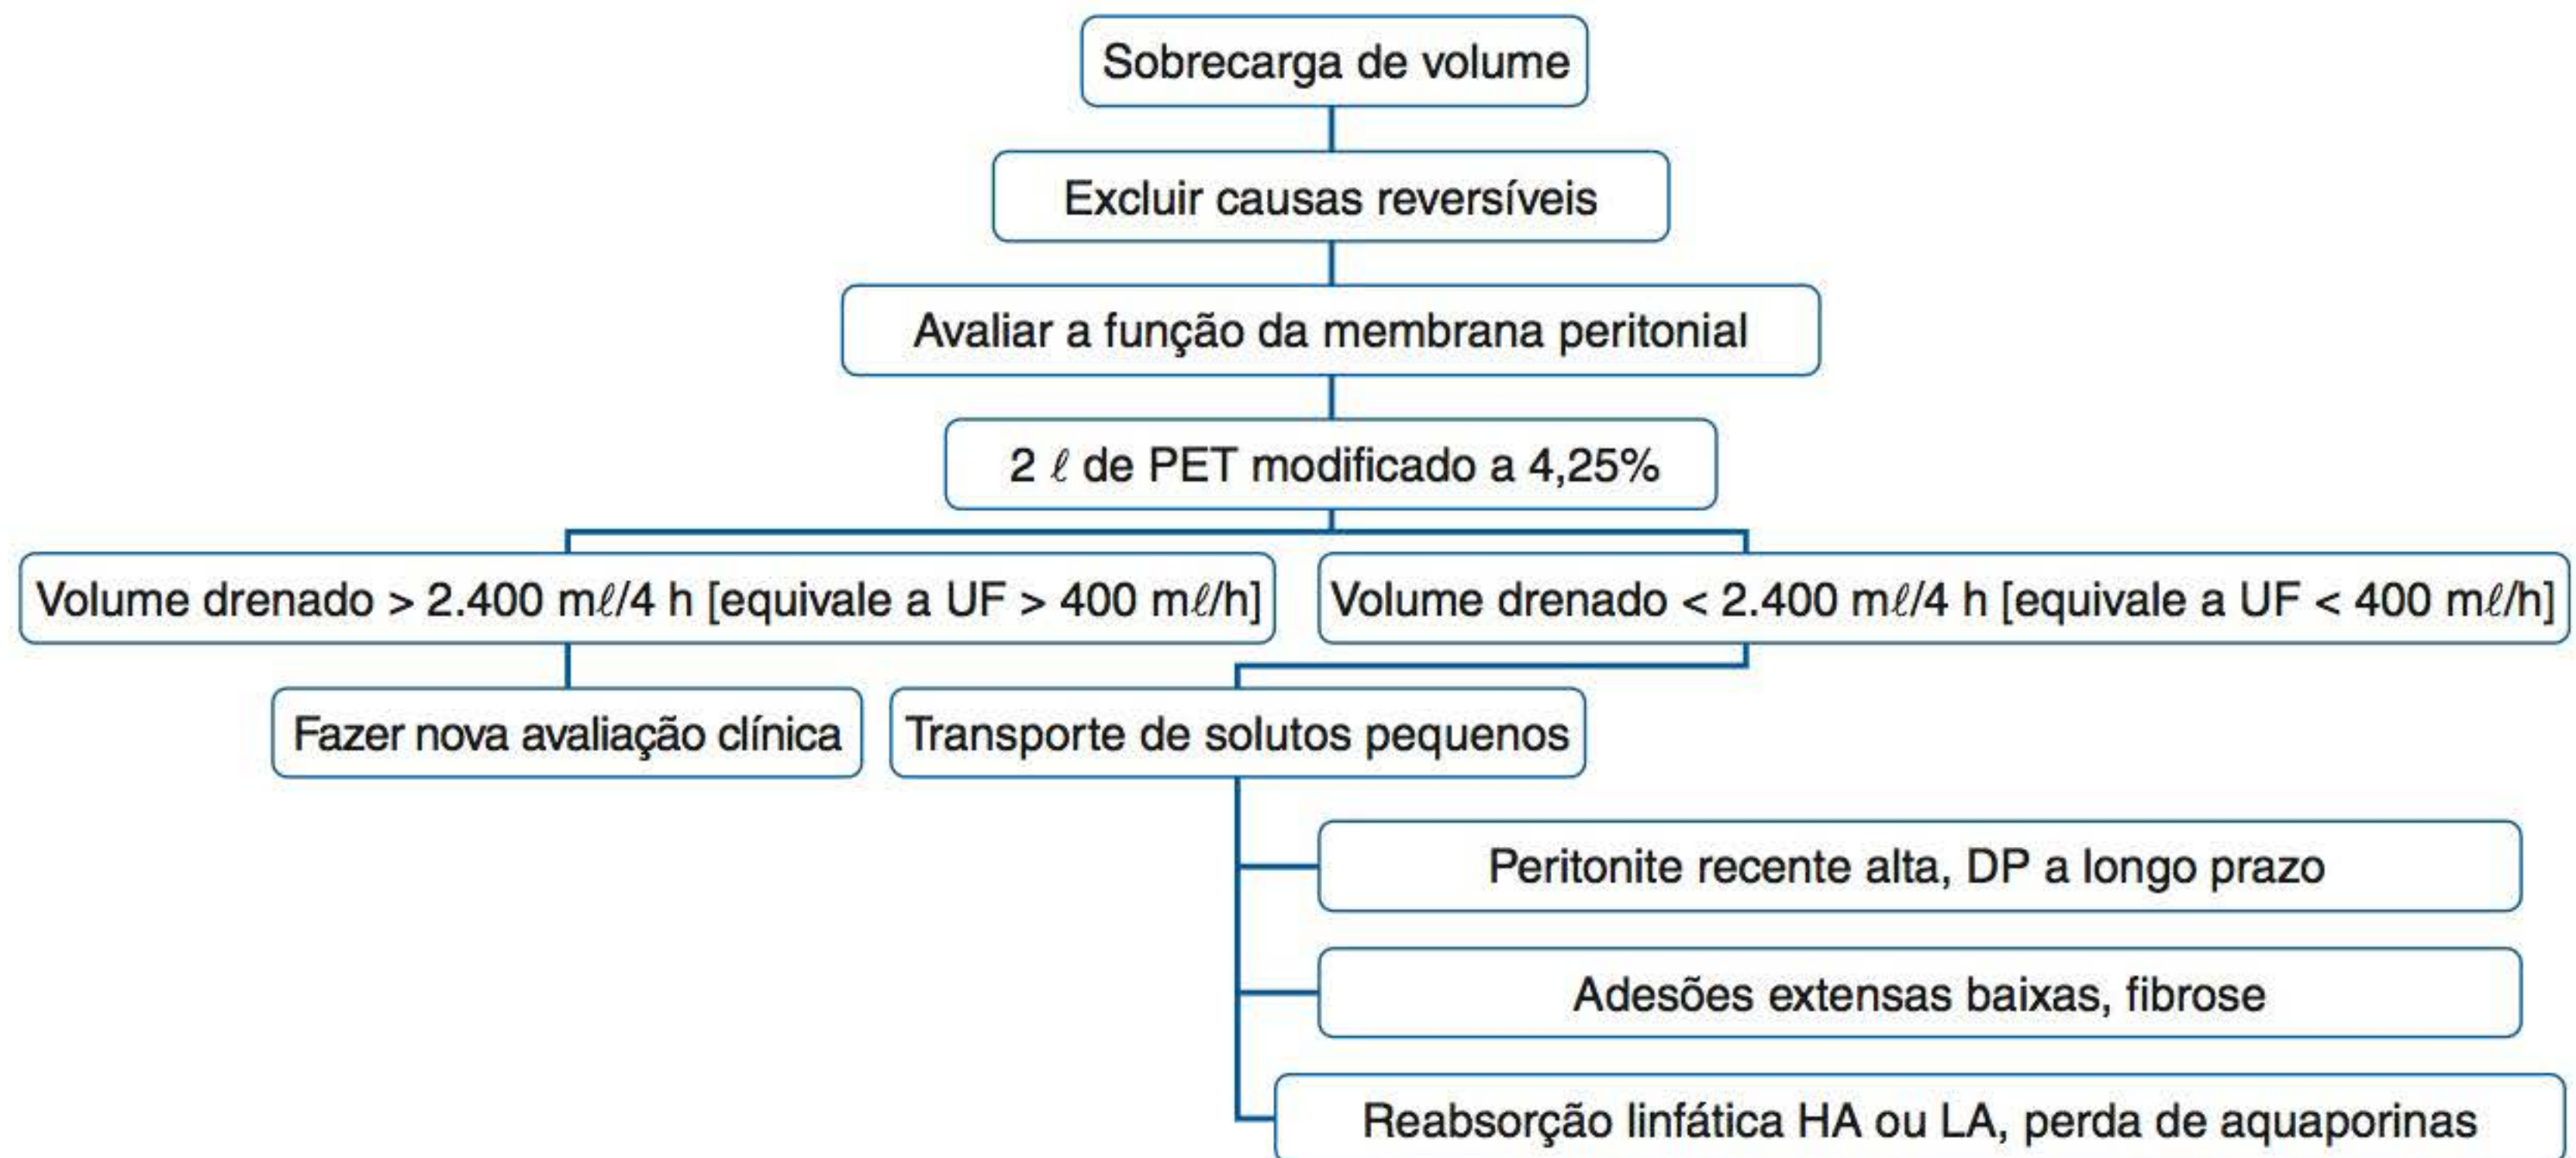 Sobrecarga de volume
Excluir causas reversíveis
Avaliar a função da membrana peritonial
2 ℓ de PET modificado a 4,25%
Volume drenado > 2.400 mℓ/4 h [equivale a UF > 400 mℓ/h]
Volume drenado < 2.400 mℓ/4 h [equivale a UF < 400 mℓ/h]
Fazer nova avaliação clínica
Transporte de solutos pequenos
Peritonite recente alta, DP a longo prazo
Adesões extensas baixas, fibrose
Reabsorção linfática HA ou LA, perda de aquaporinas